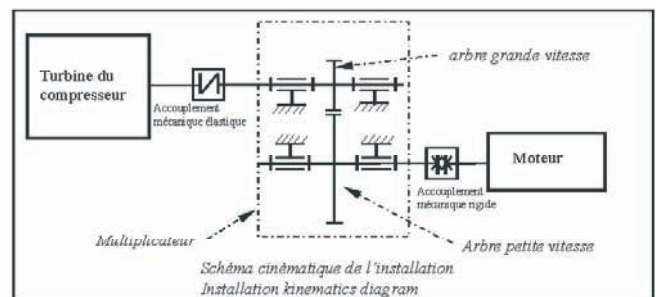 arbre grande vitesse
Turbine du
compresseur
Accouplement
mécanique élastique
Moteur
Accouplement
mécanique rigide
Multiplicateur
Arbre petite vitesse
Schéma cinématique de l'installation
Installation kinematics diagram